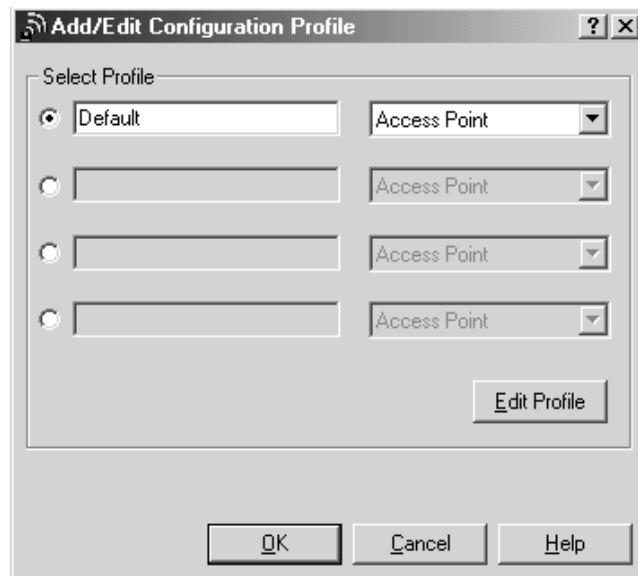 Add/Edit Configuration Profile
Select Profile
Default Access Point
Access Point
Access Point
Access Point
Edit Profile
OK Cancel Help